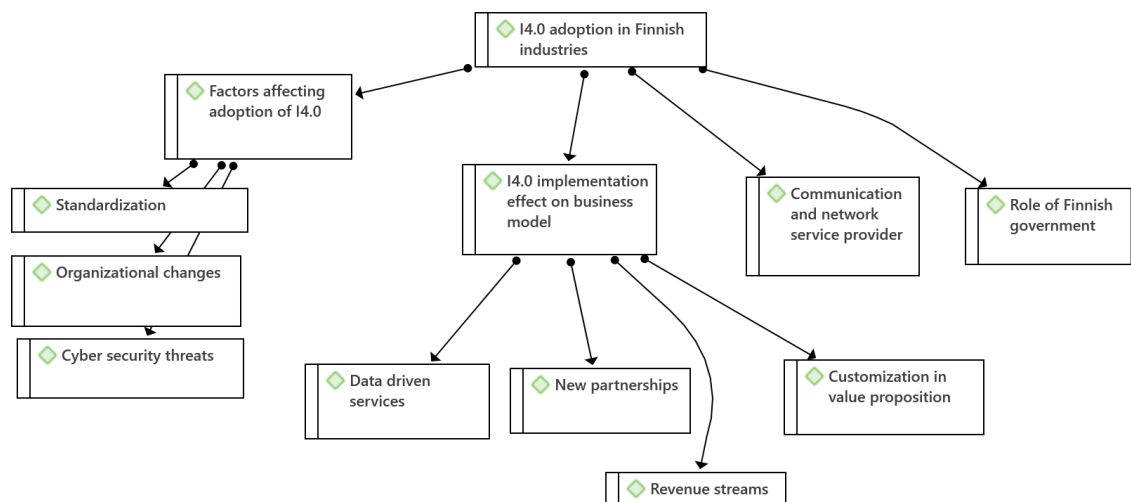 I4.0 adoption in Finnish
industries
Factors affecting
adoption of I4.0
Standardization
Organizational changes
Cyber security threats
I4.0 implementation
effect on business
model
Communication
and network
service provider
Role of Finnish
government
Data driven
services
New partnerships
Customization in
value proposition
Revenue streams